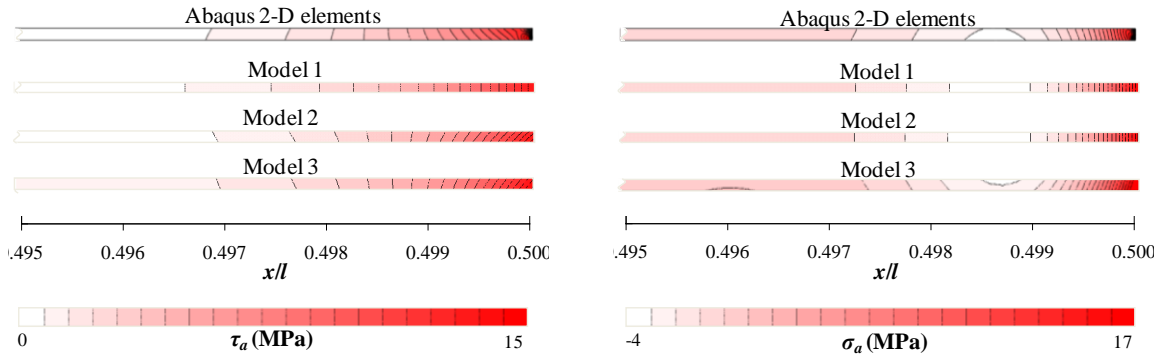 Abaqus 2-D elements
Model 1
Model 2
Model 3
.495 0.496 0.497 0.498 0.499 0.500
x/l
0 τa (MPa) 15
Abaqus 2-D elements
Model 1
Model 2
Model 3
.495 0.496 0.497 0.498 0.499 0.500
x/l
-4 σa (MPa) 17